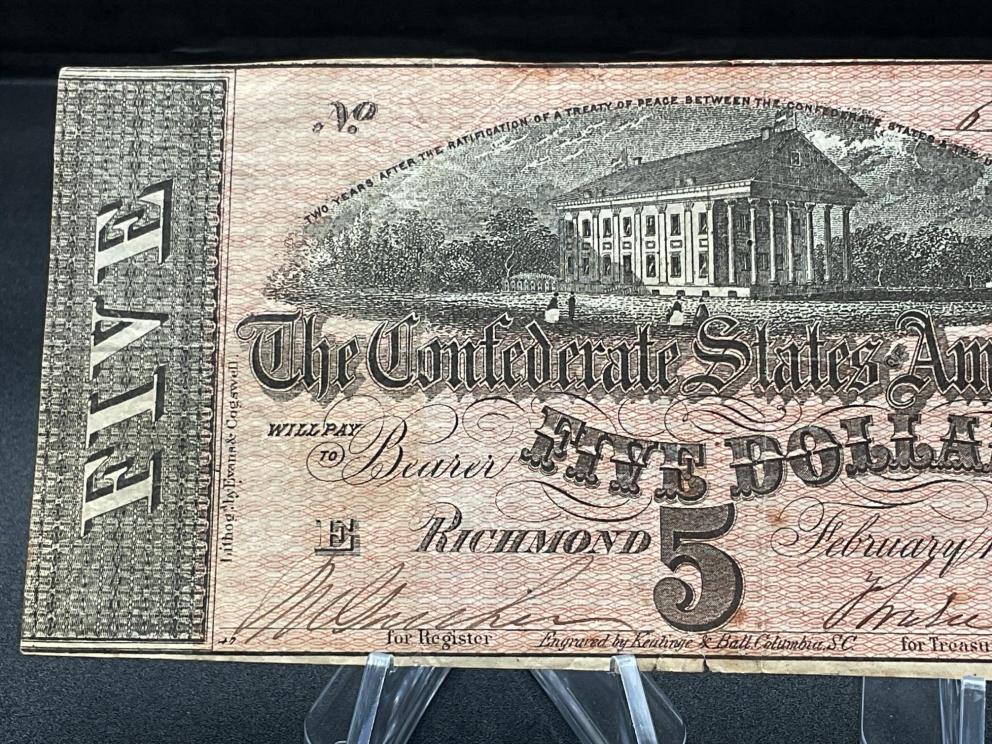 FIVE
No
6
TWO YEARS AFTER THE RATIFICATION OF A TREATY OF PEACE BETWEEN THE CONFEDERATE STATES & THE U
The Confederate States of Am
WILL PAY TO Bearer FIVE DOLLA
E RICHMOND 5 February
for Register
Engraved by Keatinge & Ball, Columbia, S.C.
for Treasu
Lithog'd by Evans & Cogswell